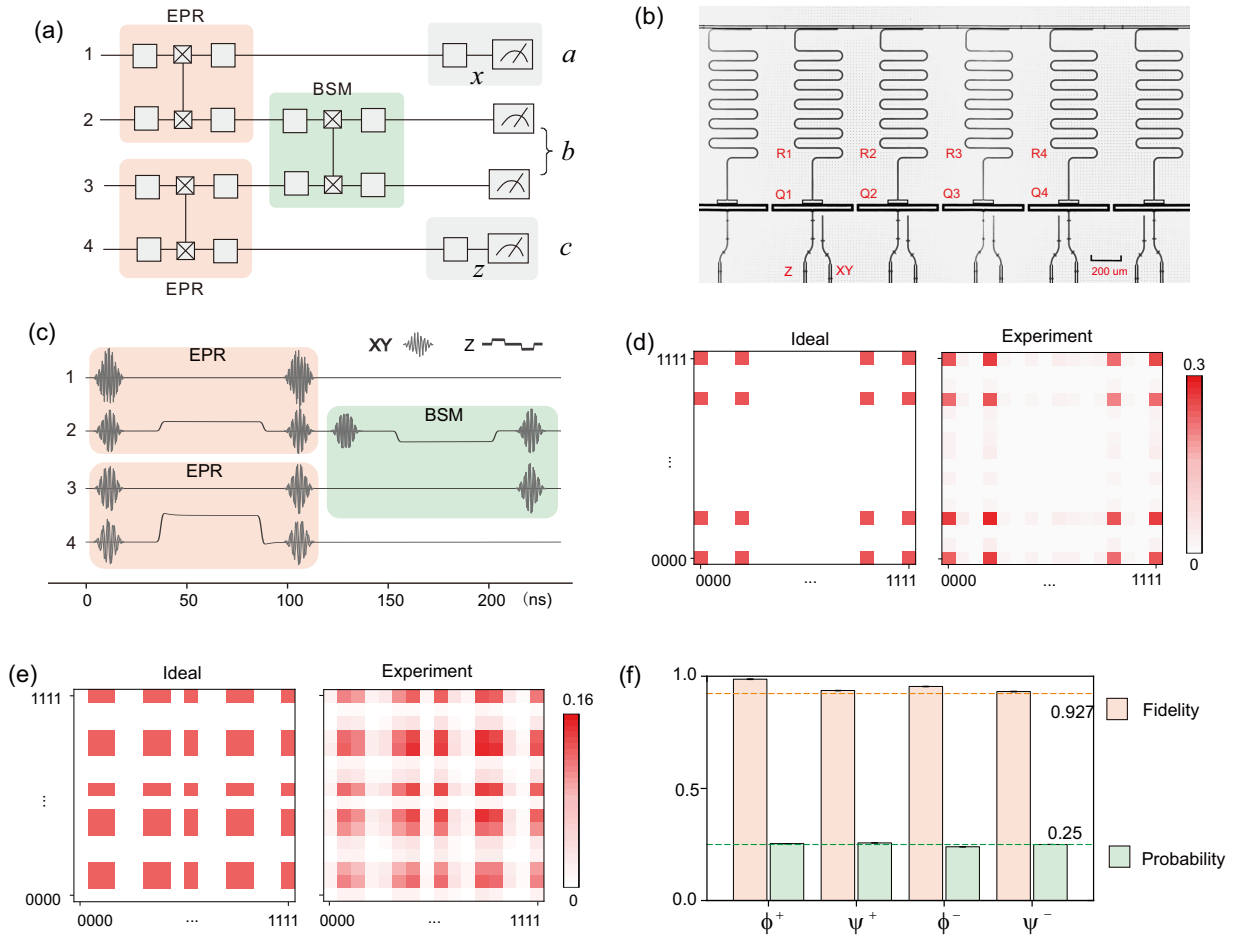 (a)
EPR
1
x
a
2
BSM
b
3
4
z
c
EPR
(b)
R1 R2 R3 R4
Q1 Q2 Q3 Q4
Z XY
200 um
(c)
EPR
XY
Z
1
2
BSM
EPR
3
4
0 50 100 150 200 (ns)
(d)
Ideal
Experiment
1111
...
0000
0000 ... 1111
0000 ... 1111
0.3
0
(e)
Ideal
Experiment
1111
...
0000
0000 ... 1111
0000 ... 1111
0.16
0
(f)
1.0
0.5
0.0
0.927
0.25
Fidelity
Probability
ϕ⁺ ψ⁺ ϕ⁻ ψ⁻